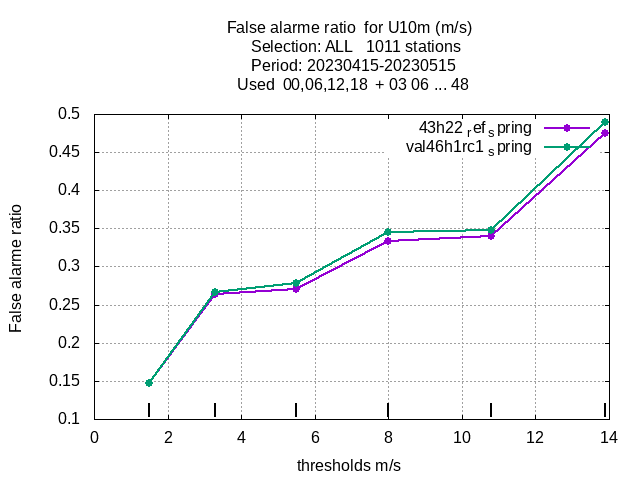 False alarme ratio  for U10m (m/s)
Selection: ALL   1011 stations
Period: 20230415-20230515
Used  00,06,12,18  + 03 06 ... 48
43h22 ref spring
val46h1rc1 spring
0.5
0.45
0.4
0.35
0.3
0.25
0.2
0.15
0.1
False alarme ratio
0 2 4 6 8 10 12 14
thresholds m/s